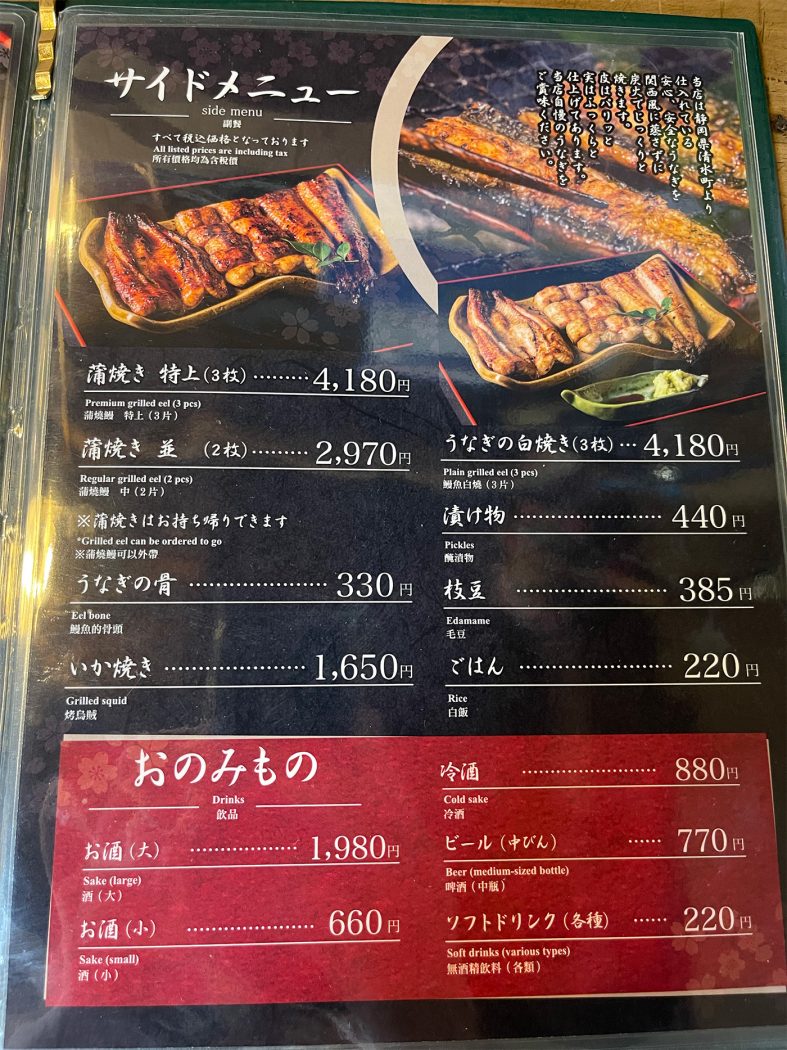 サイドメニュー
side menu
副餐
すべて税込価格となっております
All listed prices are including tax
所有價格均為含稅價
当店は静岡県清水町より
仕入れている
安心、安全なうなぎを
関西風に蒸さずに
炭火でじっくりと
焼きます。
皮はパリッと
実はふっくらと
仕上げてあります。
当店自慢のうなぎを
ご賞味ください。
蒲焼き 特上(3枚) ········· 4,180円
Premium grilled eel (3 pcs)
蒲燒鰻 特上(3片)
蒲焼き 並 (2枚) ········· 2,970円
Regular grilled eel (2 pcs)
蒲燒鰻 中(2片)
※蒲焼きはお持ち帰りできます
*Grilled eel can be ordered to go
※蒲燒鰻可以外帶
うなぎの骨 ····················· 330円
Eel bone
鰻魚的骨頭
いか焼き ····················· 1,650円
Grilled squid
烤烏賊
うなぎの白焼き(3枚) ··· 4,180円
Plain grilled eel (3 pcs)
鰻魚白燒(3片)
漬け物 ······················· 440円
Pickles
醃漬物
枝豆 ······················· 385円
Edamame
毛豆
ごはん ······················· 220円
Rice
白飯
おのみもの
Drinks
飲品
お酒(大) ················· 1,980円
Sake (large)
酒(大)
お酒(小) ···················· 660円
Sake (small)
酒(小)
冷酒 ····················· 880円
Cold sake
冷酒
ビール(中びん) ······ 770円
Beer (medium-sized bottle)
啤酒(中瓶)
ソフトドリンク(各種) ······ 220円
Soft drinks (various types)
無酒精飲料(各類)